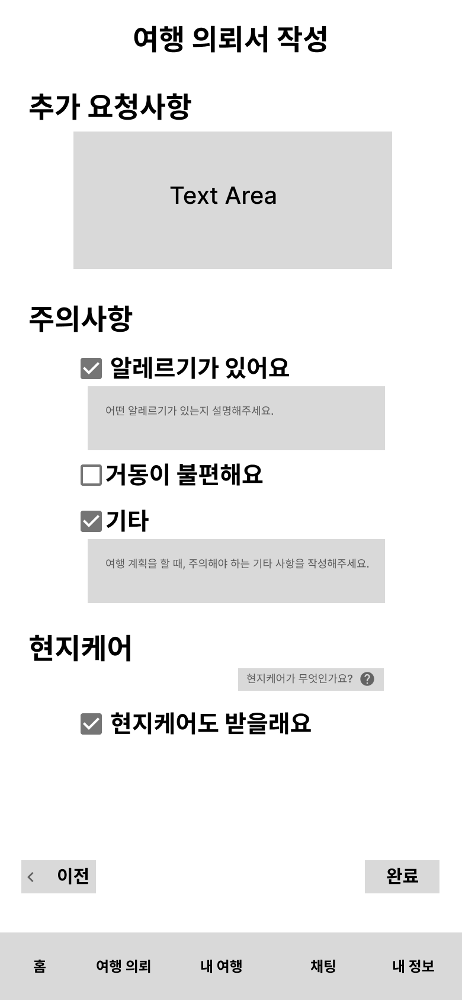 여행 의뢰서 작성
추가 요청사항
Text Area
주의사항
알레르기가 있어요
어떤 알레르기가 있는지 설명해주세요.
거동이 불편해요
기타
여행 계획을 할 때, 주의해야 하는 기타 사항을 작성해주세요.
현지케어
현지케어가 무엇인가요? ?
현지케어도 받을래요
< 이전
완료
홈 여행 의뢰 내 여행 채팅 내 정보